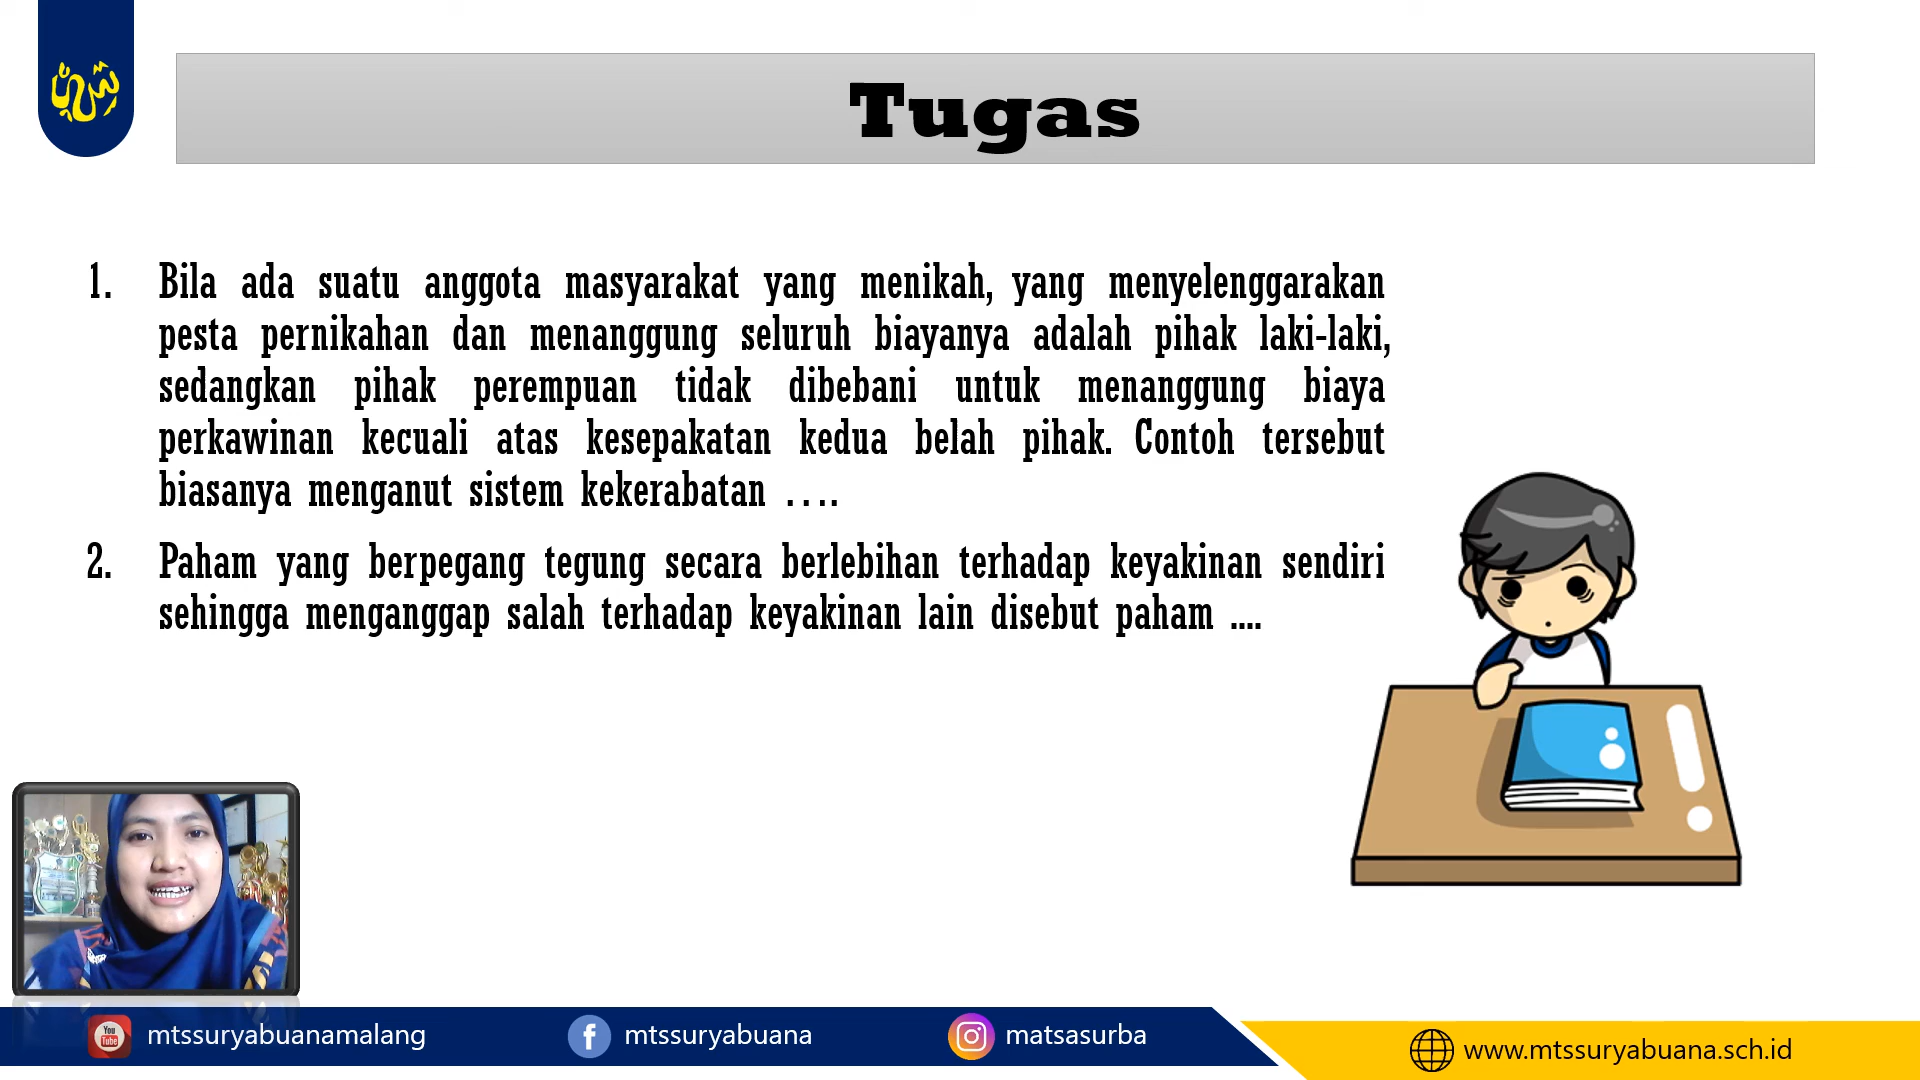 Tugas
1. Bila ada suatu anggota masyarakat yang menikah, yang menyelenggarakan
pesta pernikahan dan menanggung seluruh biayanya adalah pihak laki-laki,
sedangkan pihak perempuan tidak dibebani untuk menanggung biaya
perkawinan kecuali atas kesepakatan kedua belah pihak. Contoh tersebut
biasanya menganut sistem kekerabatan ....
2. Paham yang berpegang tegung secara berlebihan terhadap keyakinan sendiri
sehingga menganggap salah terhadap keyakinan lain disebut paham ....
You
Tube
mtssuryabuanamalang
mtssuryabuana
matsasurba
www.mtssuryabuana.sch.id